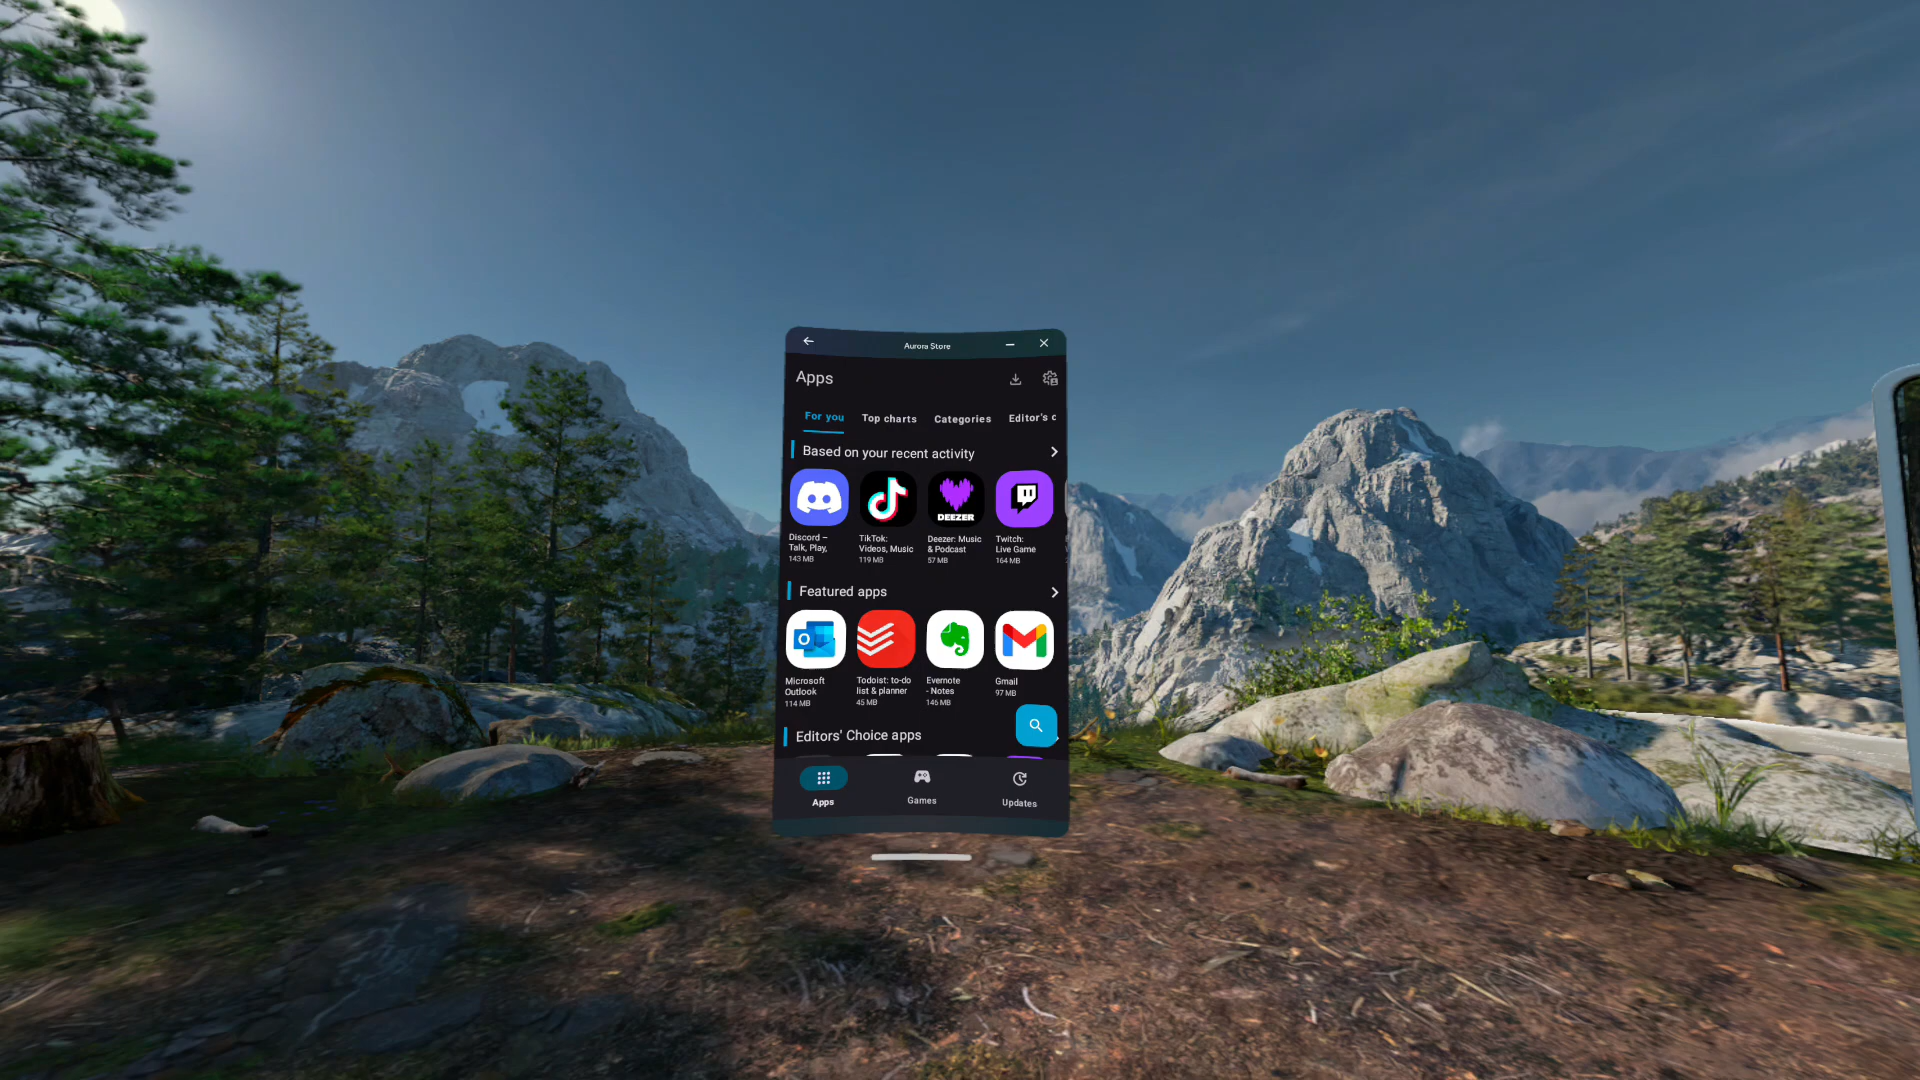 Aurora Store
Apps
For you Top charts Categories Editor's c
Based on your recent activity
DEEZER
Discord – TikTok: Deezer: Music Twitch:
Talk, Play, Videos, Music & Podcast Live Game
143 MB 119 MB 57 MB 164 MB
Featured apps
Microsoft Todoist: to-do Evernote Gmail
Outlook list & planner - Notes 97 MB
114 MB 45 MB 146 MB
Editors' Choice apps
Apps Games Updates